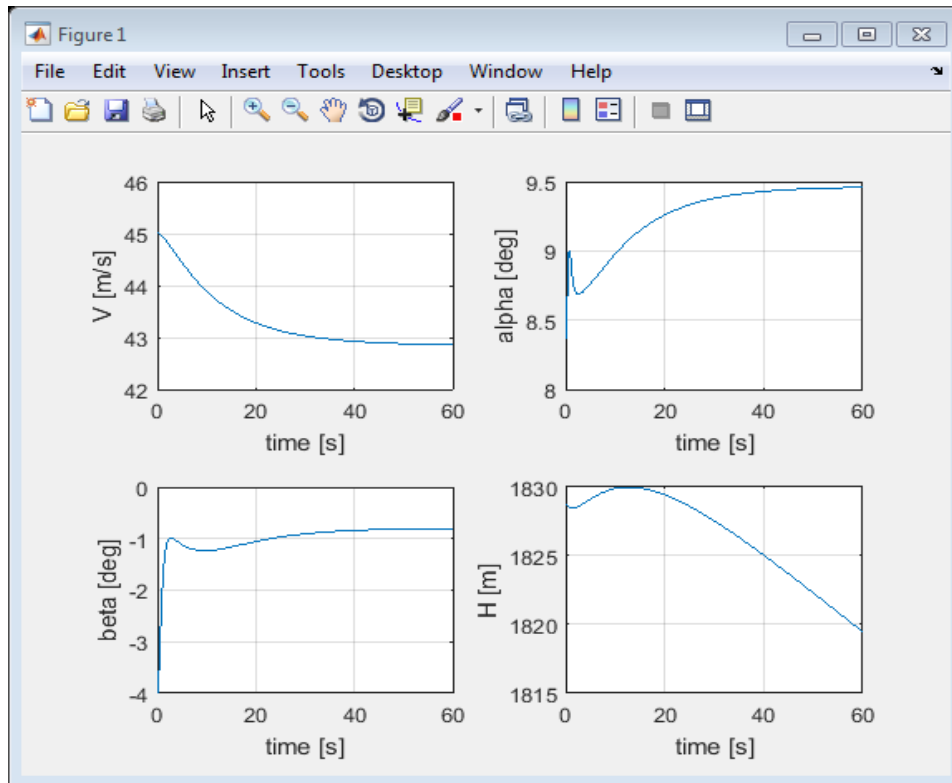 Figure 1
File Edit View Insert Tools Desktop Window Help
46
45
44
43
42
V [m/s]
0 20 40 60
time [s]
9.5
9
8.5
8
alpha [deg]
0 20 40 60
time [s]
0
-1
-2
-3
-4
beta [deg]
0 20 40 60
time [s]
1830
1825
1820
1815
H [m]
0 20 40 60
time [s]